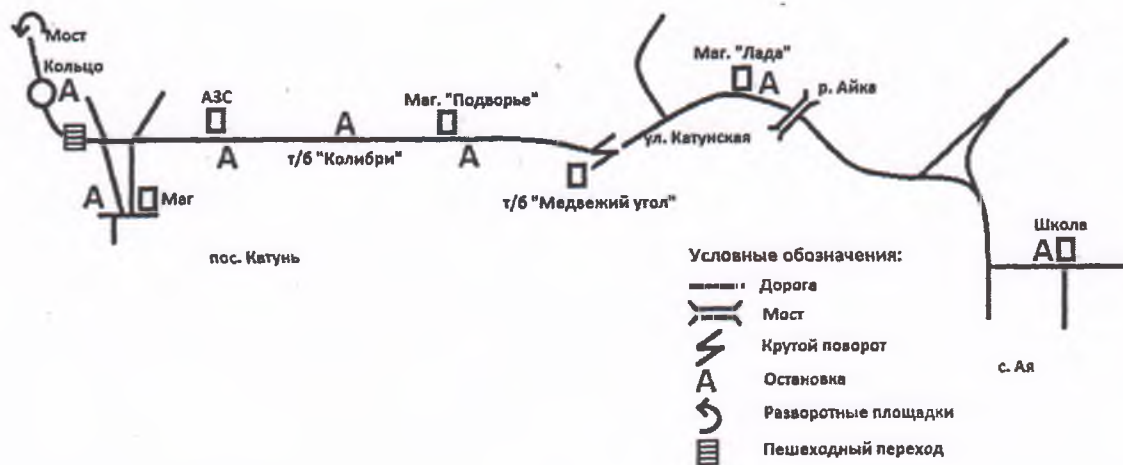 Мост
Кольцо
А
АЗС
А
Маг. "Подворье"
Маг. "Лада"
А
р. Айка
ул. Катунская
А
т/б "Колибри"
А
А
Маг
т/б "Медвежий угол"
пос. Катунь
Школа
А
Условные обозначения:
Дорога
Мост
Крутой поворот
А Остановка
Разворотные площадки
Пешеходный переход
с. Ая